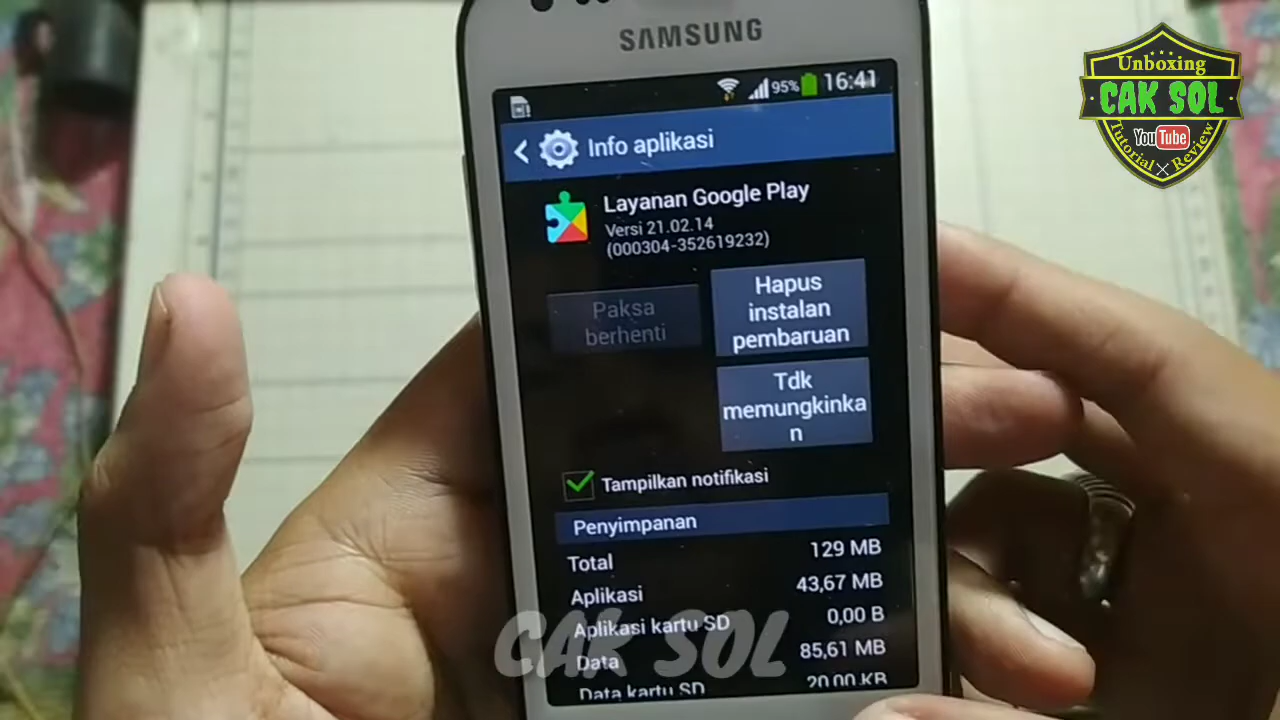 SAMSUNG
95% 16:41
Info aplikasi
Layanan Google Play
Versi 21.02.14
(000304-352619232)
Paksa
berhenti
Hapus
instalan
pembaruan
Tdk
memungkinka
n
Tampilkan notifikasi
Penyimpanan
Total 129 MB
Aplikasi 43,67 MB
Aplikasi kartu SD 0,00 B
Data 85,61 MB
Data kartu SD 20,00 KB
CAK SOL
Unboxing
CAK SOL
YouTube
Tutorial Review